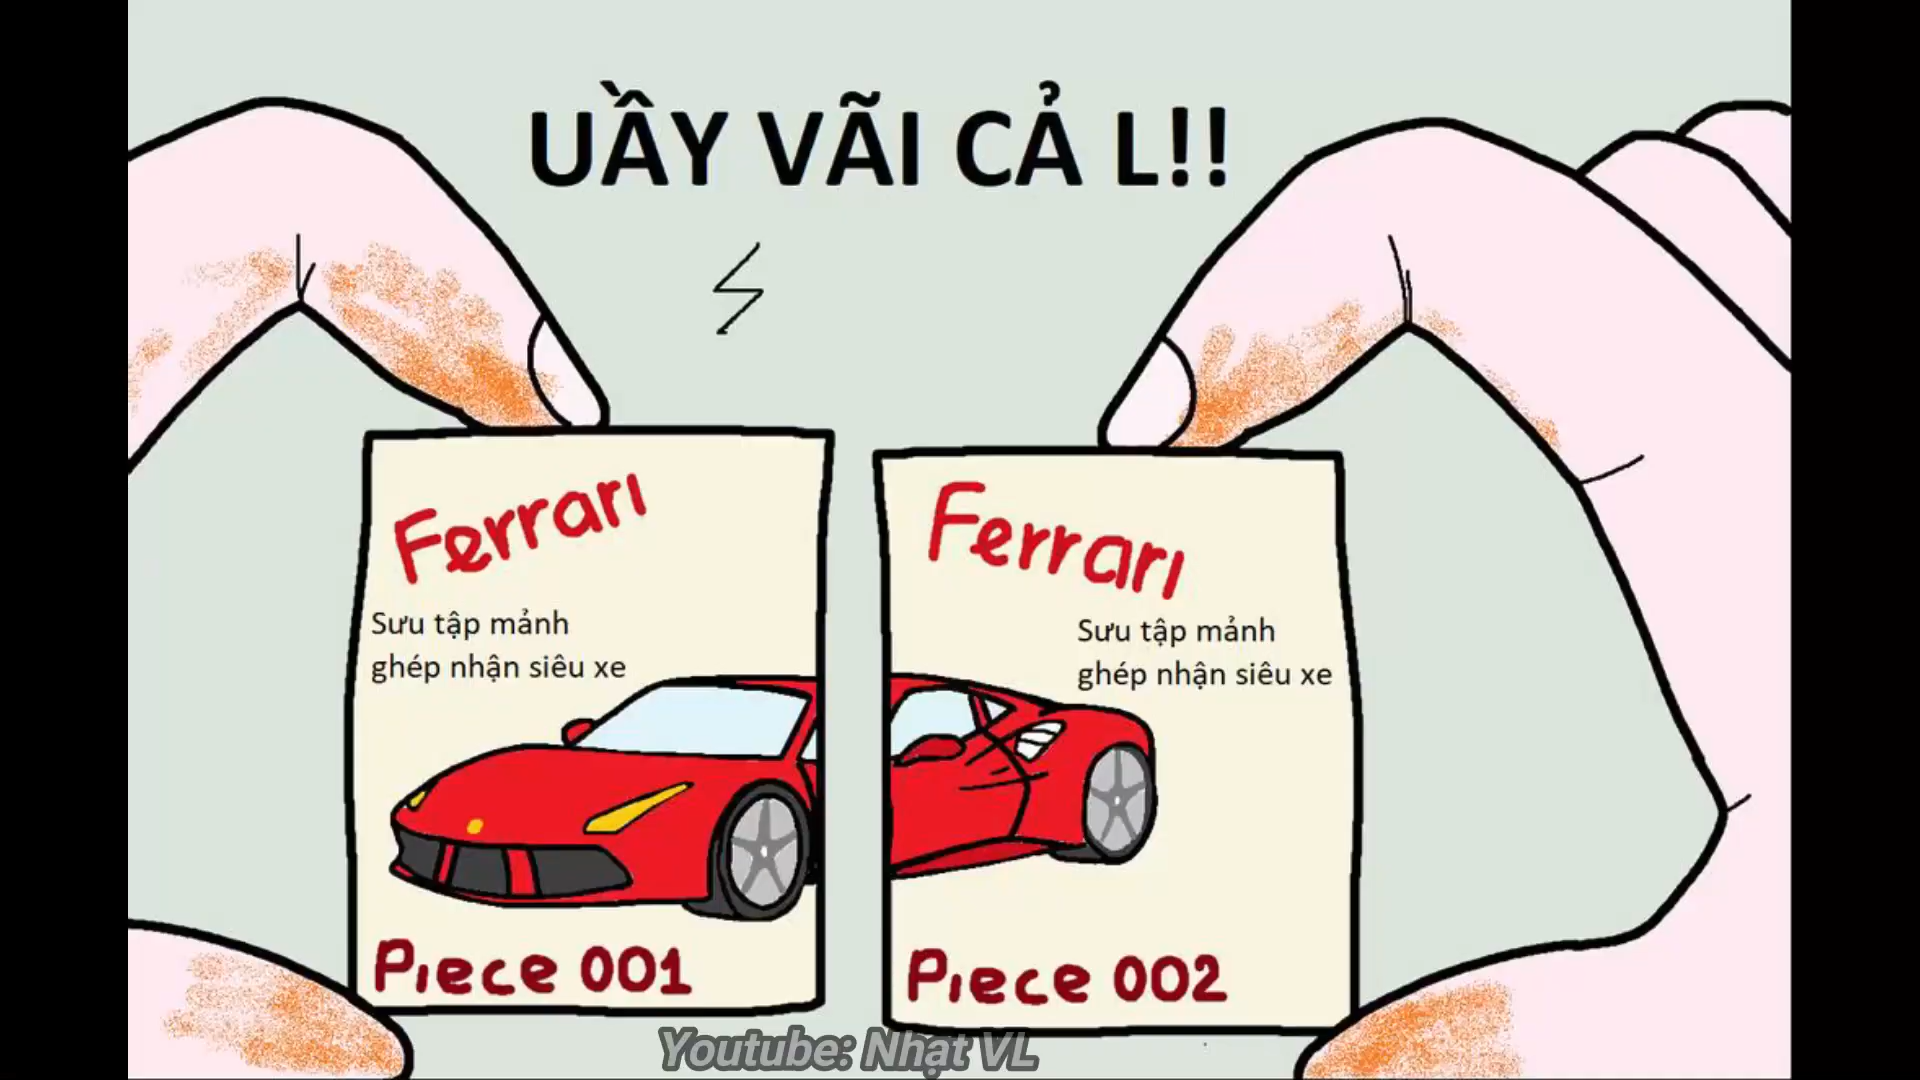 UẦY VÃI CẢ L!!
Ferrari
Sưu tập mảnh
ghép nhận siêu xe
Piece 001
Ferrari
Sưu tập mảnh
ghép nhận siêu xe
Piece 002
Youtube: Nhạt VL